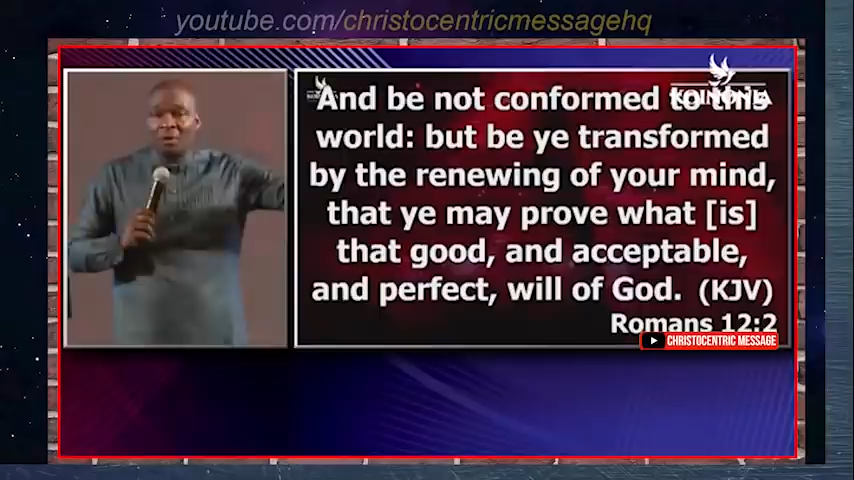 youtube.com/christocentricmessagehq
KOINONIA
And be not conformed to this
world: but be ye transformed
by the renewing of your mind,
that ye may prove what [is]
that good, and acceptable,
and perfect, will of God. (KJV)
Romans 12:2
CHRISTOCENTRIC MESSAGE